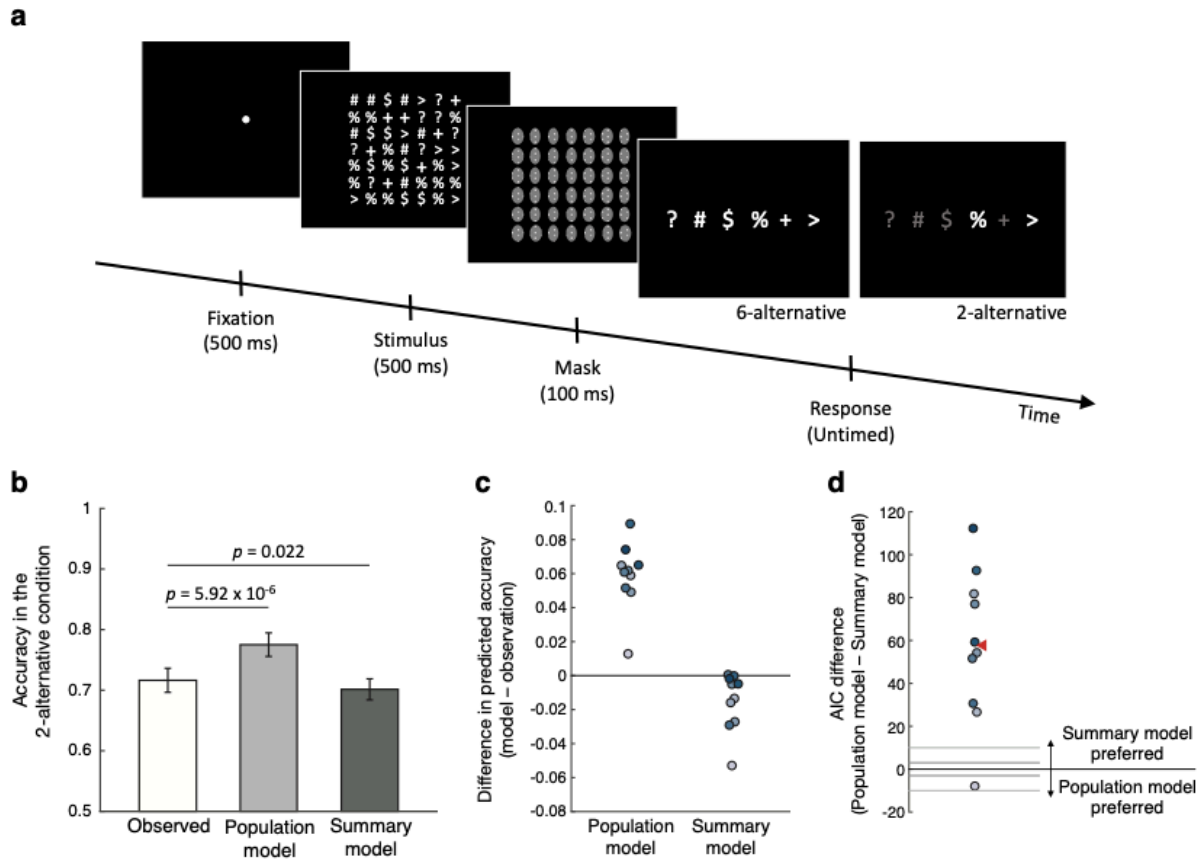 a
# # $ # > ? +
% % + + ? ? %
# $ $ > # + ?
? + % # ? > >
% $ % $ + % >
% ? + # % % %
> % % $ $ % >
? # $ % + >
? # $ % + >
6-alternative
2-alternative
Fixation
(500 ms)
Stimulus
(500 ms)
Mask
(100 ms)
Response
(Untimed)
Time
b
Accuracy in the
2-alternative condition
1
0.9
0.8
0.7
0.6
0.5
p = 0.022
p = 5.92 x 10-6
Observed
Population
model
Summary
model
c
Difference in predicted accuracy
(model – observation)
0.1
0.08
0.06
0.04
0.02
0
-0.02
-0.04
-0.06
-0.08
Population
model
Summary
model
d
AIC difference
(Population model – Summary model)
120
100
80
60
40
20
0
-20
Summary model
preferred
Population model
preferred